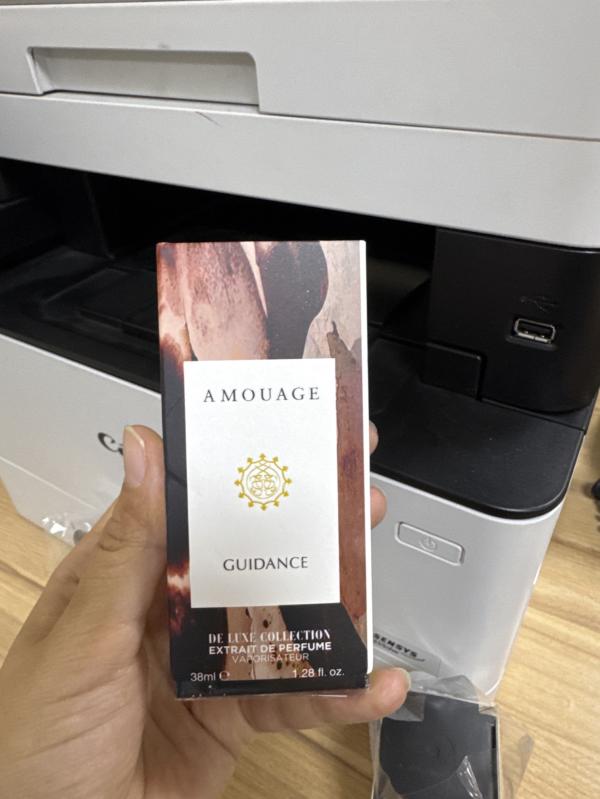 AMOUAGE
GUIDANCE
DE LUXE COLLECTION
EXTRAIT DE PERFUME
VAPORISATEUR
38ml ℮ 1.28 fl. oz.